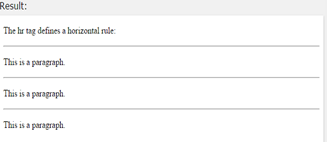 Result:
The hr tag defines a horizontal rule:
This is a paragraph.
This is a paragraph.
This is a paragraph.